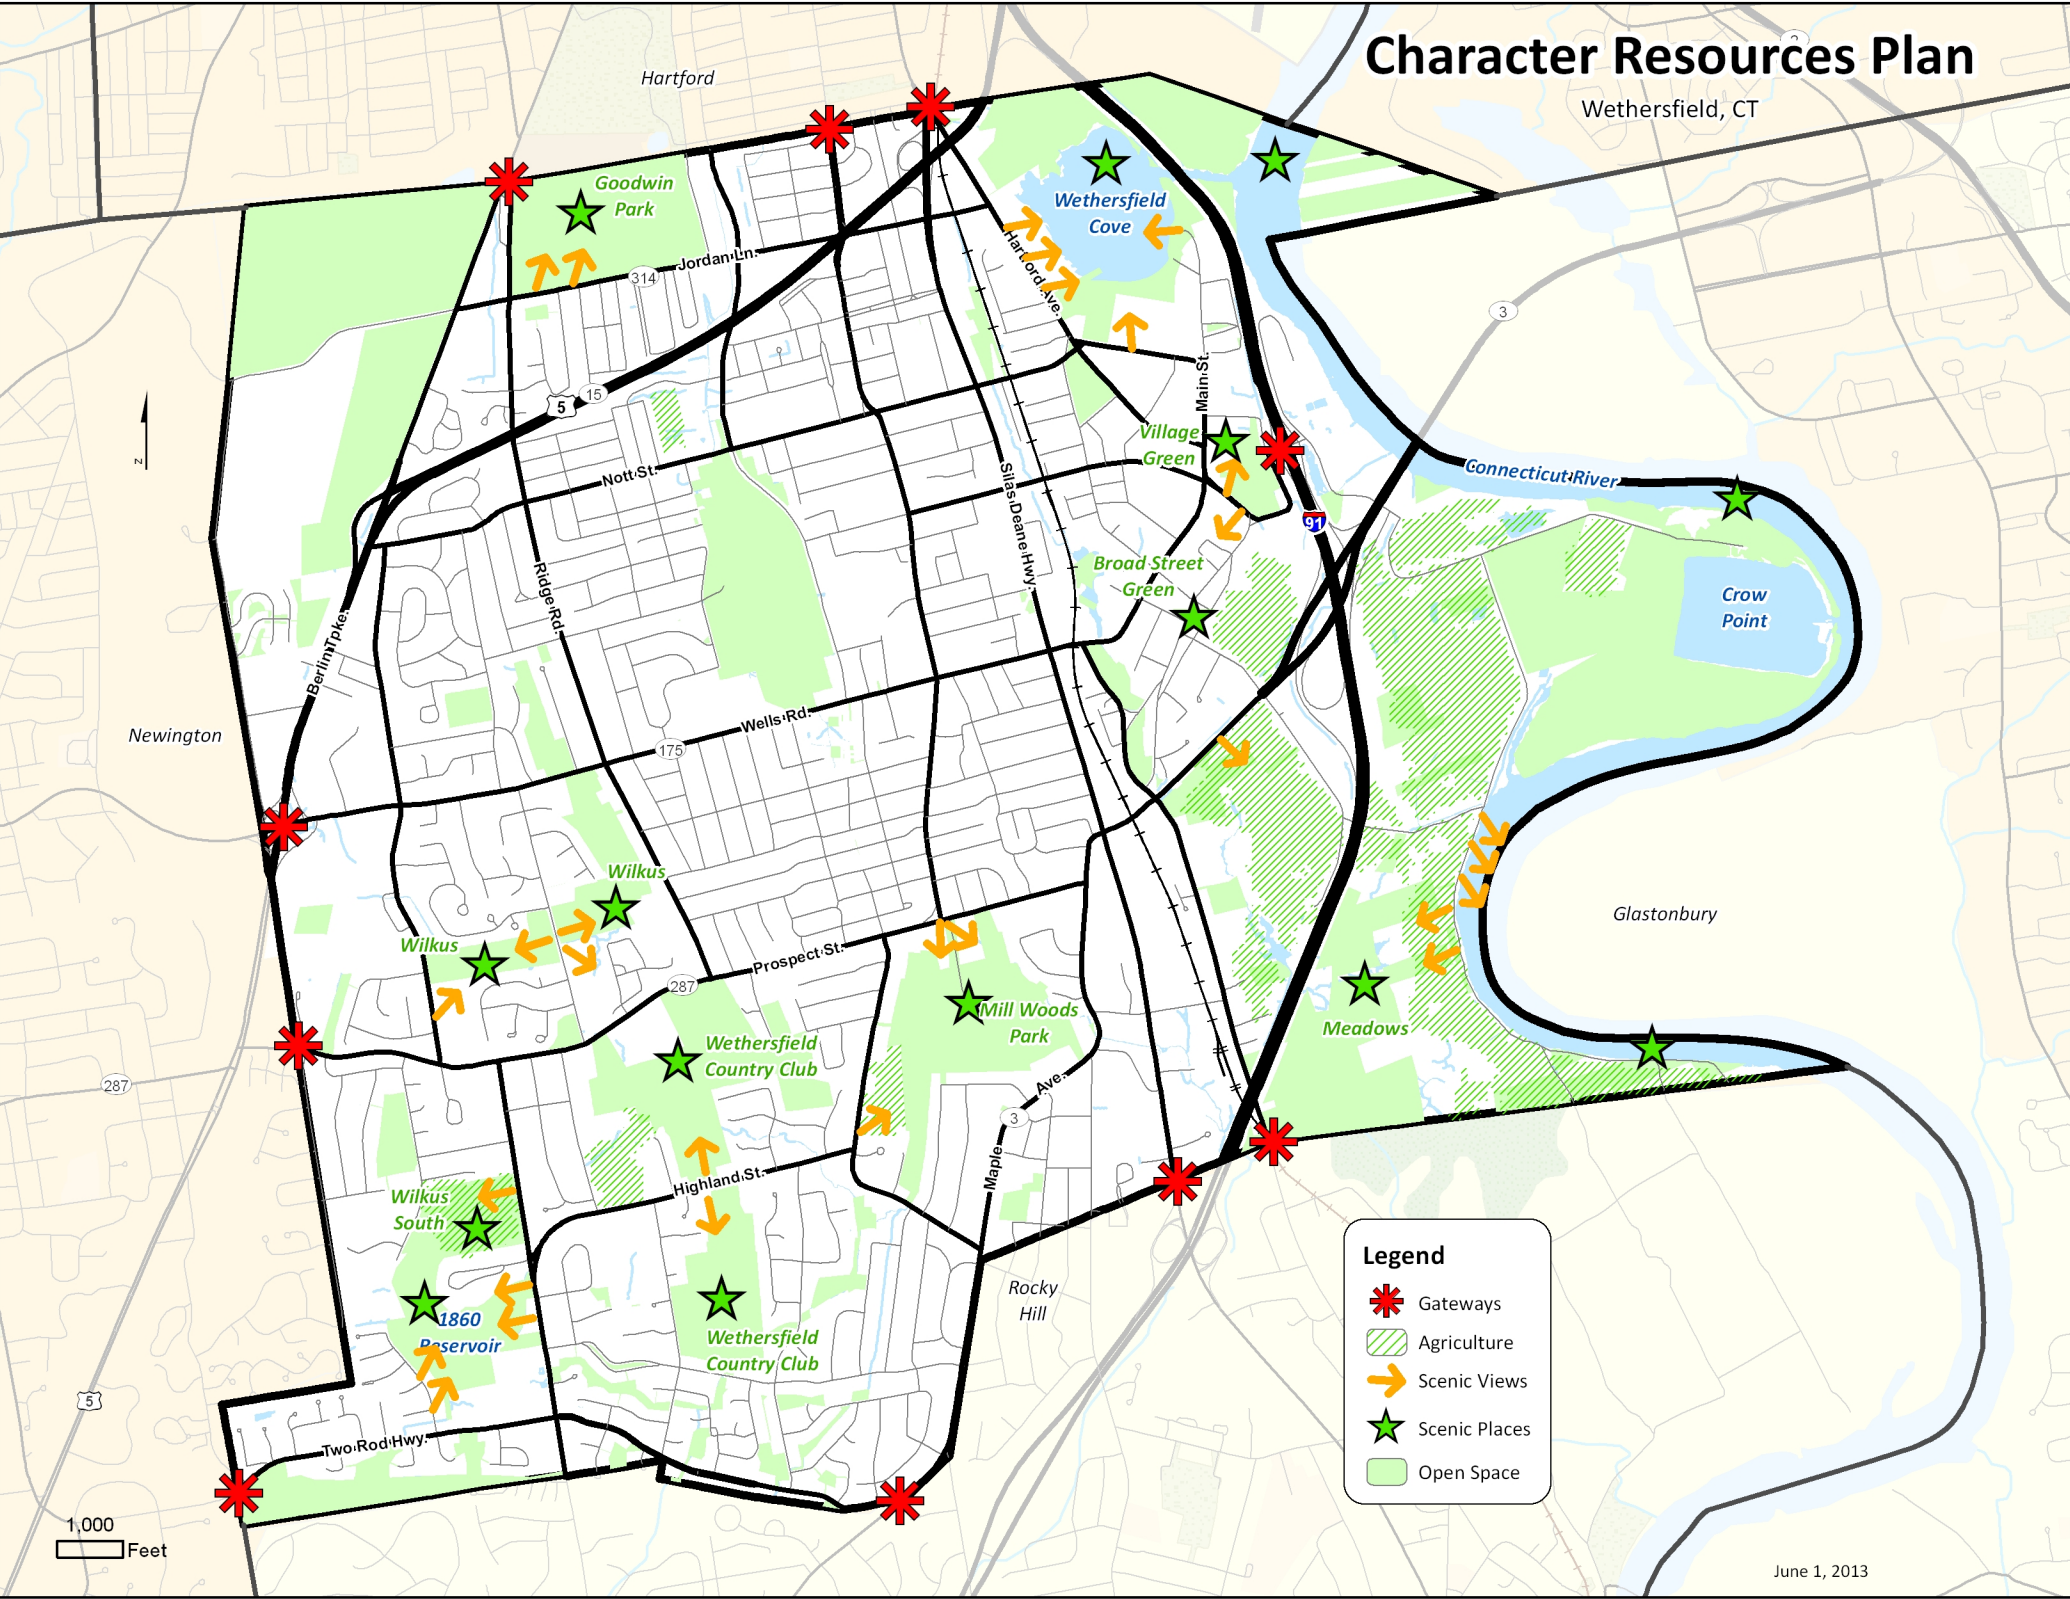 Character Resources Plan
Wethersfield, CT
2
Hartford
Goodwin
Park
Wethersfield
Cove
Jordan Ln.
314
Hartford Ave.
3
5
15
Main St.
Village
Green
Connecticut River
N
Nott St.
Silas Deane Hwy.
91
Ridge Rd.
Broad Street
Green
Crow
Point
Berlin Tpke.
Newington
Wells Rd.
175
Wilkus
Glastonbury
Wilkus
Prospect St.
287
Mill Woods
Park
Meadows
Wethersfield
Country Club
287
Ave.
3
Maple
Highland St.
Wilkus
South
Rocky
Hill
1860
Reservoir
Wethersfield
Country Club
5
Two Rod Hwy.
Legend
Gateways
Agriculture
Scenic Views
Scenic Places
Open Space
1,000
Feet
June 1, 2013